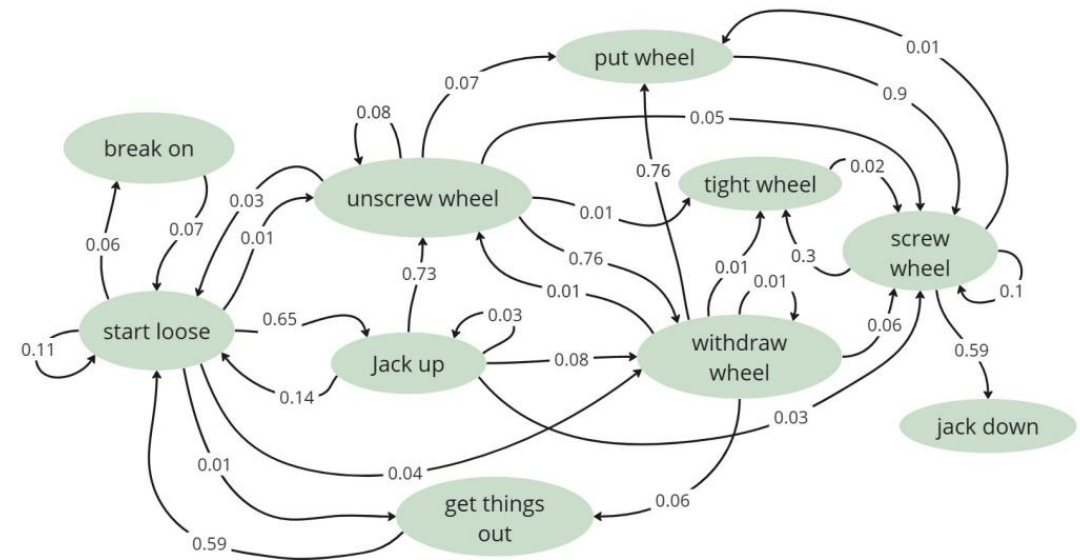 0.01
put wheel
0.07
0.9
0.08
0.05
break on
0.76
tight wheel
0.02
0.03
unscrew wheel
0.01
0.07
0.01
screw
wheel
0.06
0.76
0.3
0.73
0.01
0.01
0.01
0.1
start loose
0.65
0.03
0.06
0.11
Jack up
0.08
withdraw
wheel
0.59
0.14
0.03
jack down
0.01
0.04
get things
out
0.06
0.59